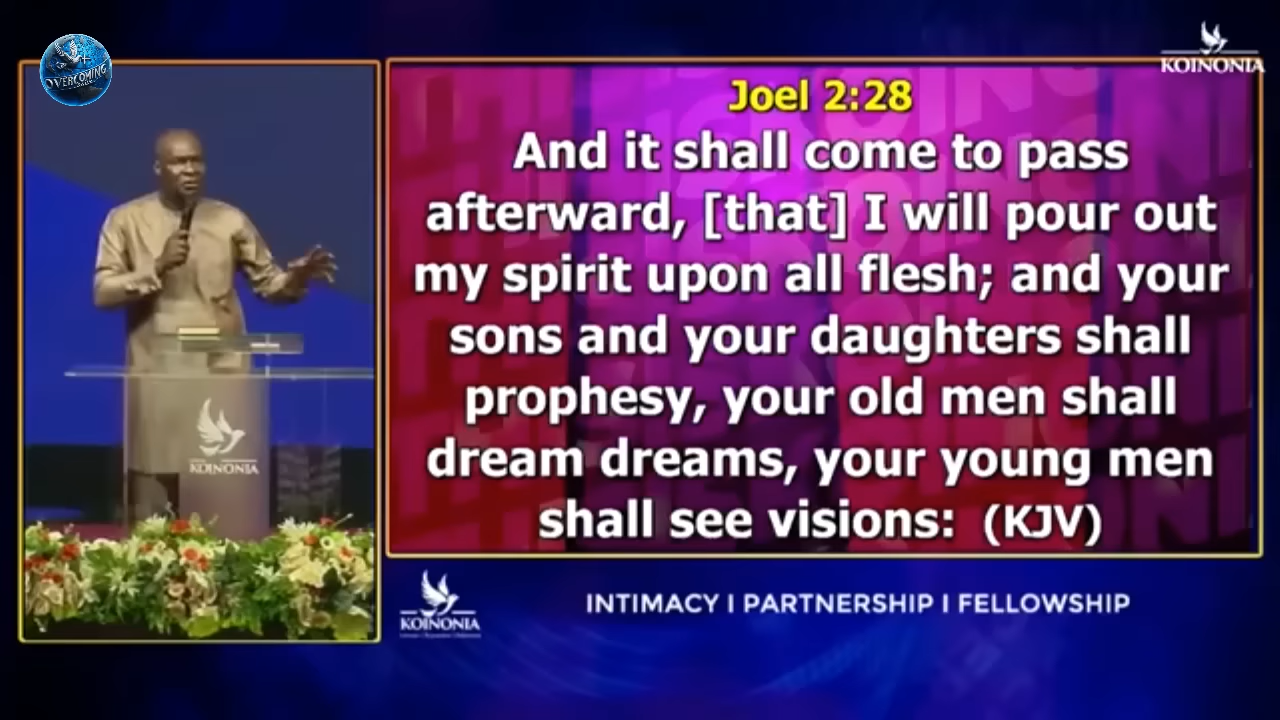 OVERCOMING
KOINONIA
Joel 2:28
And it shall come to pass
afterward, [that] I will pour out
my spirit upon all flesh; and your
sons and your daughters shall
prophesy, your old men shall
dream dreams, your young men
shall see visions: (KJV)
KOINONIA
KOINONIA
INTIMACY I PARTNERSHIP I FELLOWSHIP